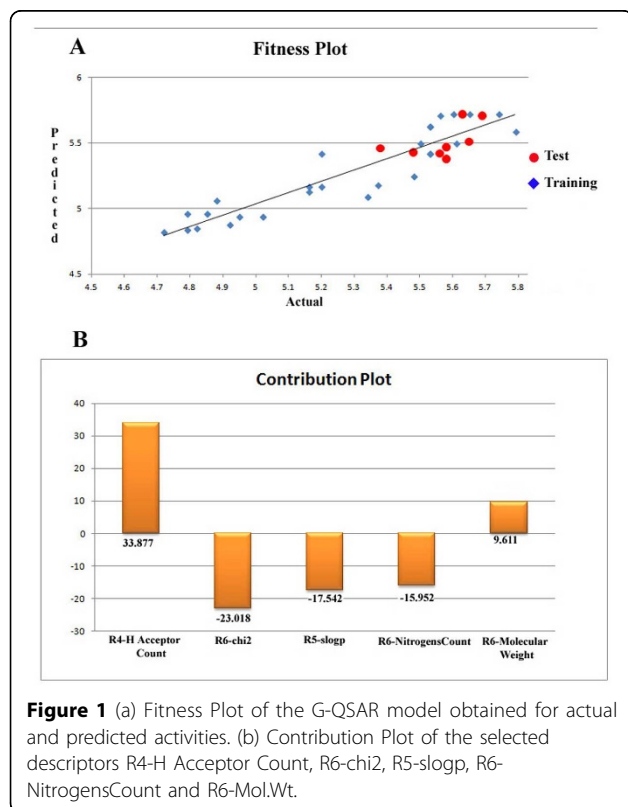 A
Fitness Plot
6
5.5
5
4.5
Predicted
4.5 4.6 4.7 4.8 4.9 5 5.1 5.2 5.3 5.4 5.5 5.6 5.7 5.8
Actual
Test
Training
B
Contribution Plot
40
30
20
10
0
-10
-20
-30
33.877
-23.018
-17.542
-15.952
9.611
R4-H Acceptor Count
R6-chi2
R5-slogp
R6-NitrogensCount
R6-Molecular Weight
Figure 1 (a) Fitness Plot of the G-QSAR model obtained for actual
and predicted activities. (b) Contribution Plot of the selected
descriptors R4-H Acceptor Count, R6-chi2, R5-slogp, R6-
NitrogensCount and R6-Mol.Wt.